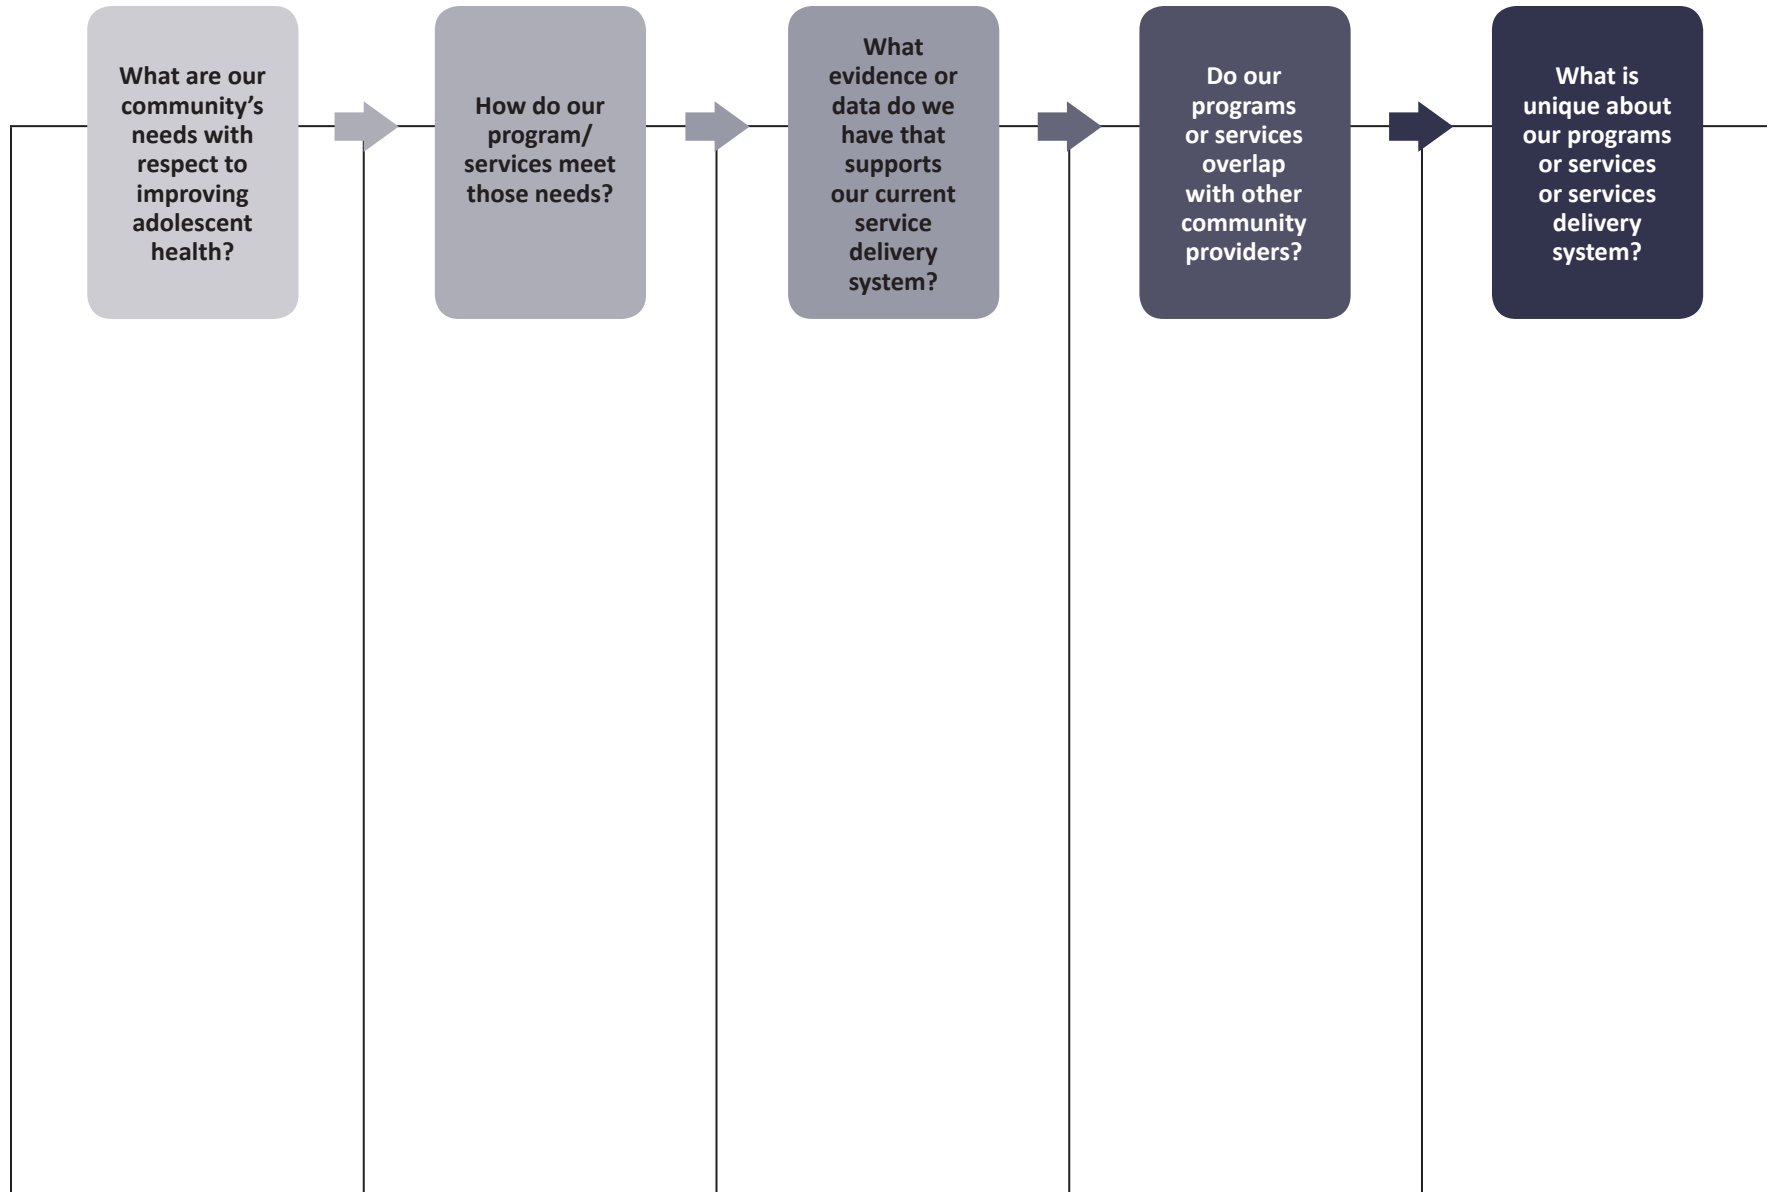 What are our
community’s
needs with
respect to
improving
adolescent
health?
How do our
program/
services meet
those needs?
What
evidence or
data do we
have that
supports
our current
service
delivery
system?
Do our
programs
or services
overlap
with other
community
providers?
What is
unique about
our programs
or services
or services
delivery
system?